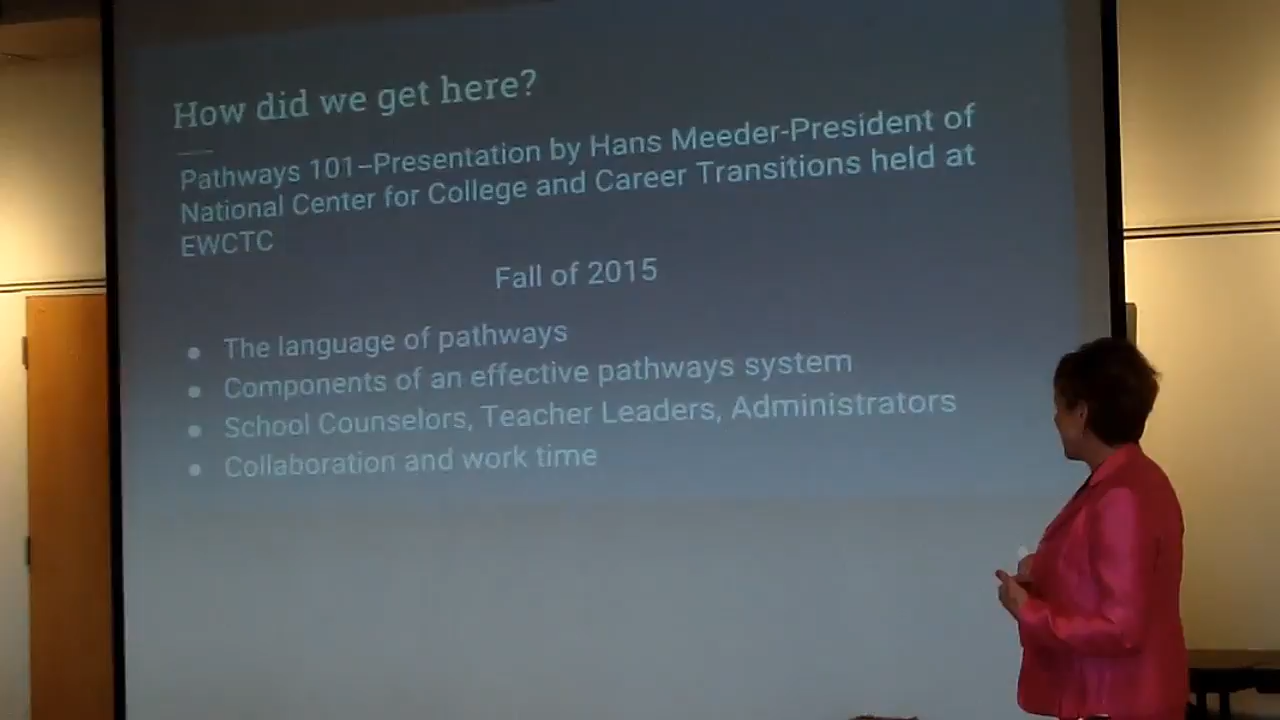 How did we get here?
Pathways 101–Presentation by Hans Meeder-President of
National Center for College and Career Transitions held at
EWCTC
Fall of 2015
● The language of pathways
● Components of an effective pathways system
● School Counselors, Teacher Leaders, Administrators
● Collaboration and work time